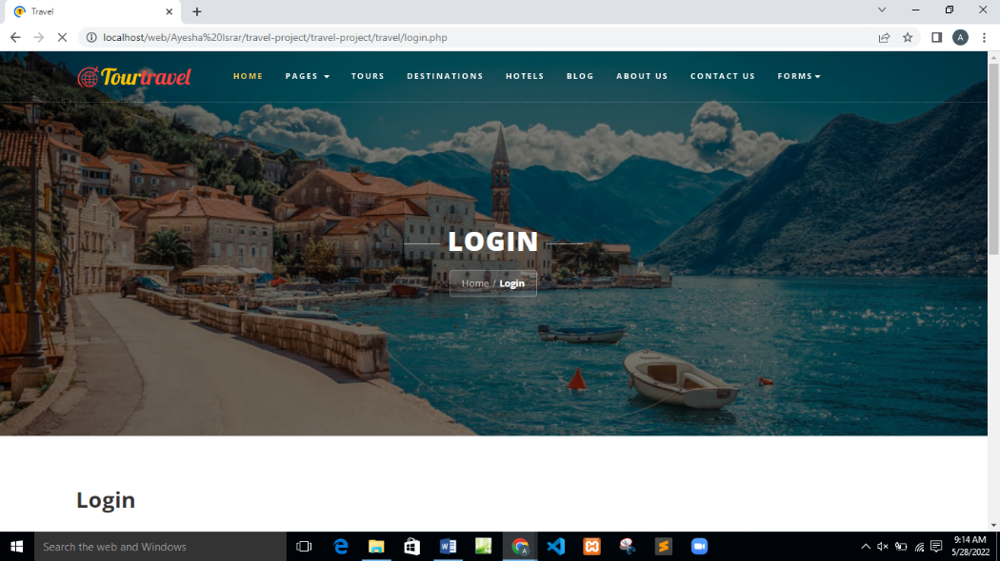 Travel
localhost/web/Ayesha%20Israr/travel-project/travel-project/travel/login.php
A
Tourtravel
HOME
PAGES
TOURS
DESTINATIONS
HOTELS
BLOG
ABOUT US
CONTACT US
FORMS
LOGIN
Home / Login
Login
Search the web and Windows
9:14 AM
5/28/2022